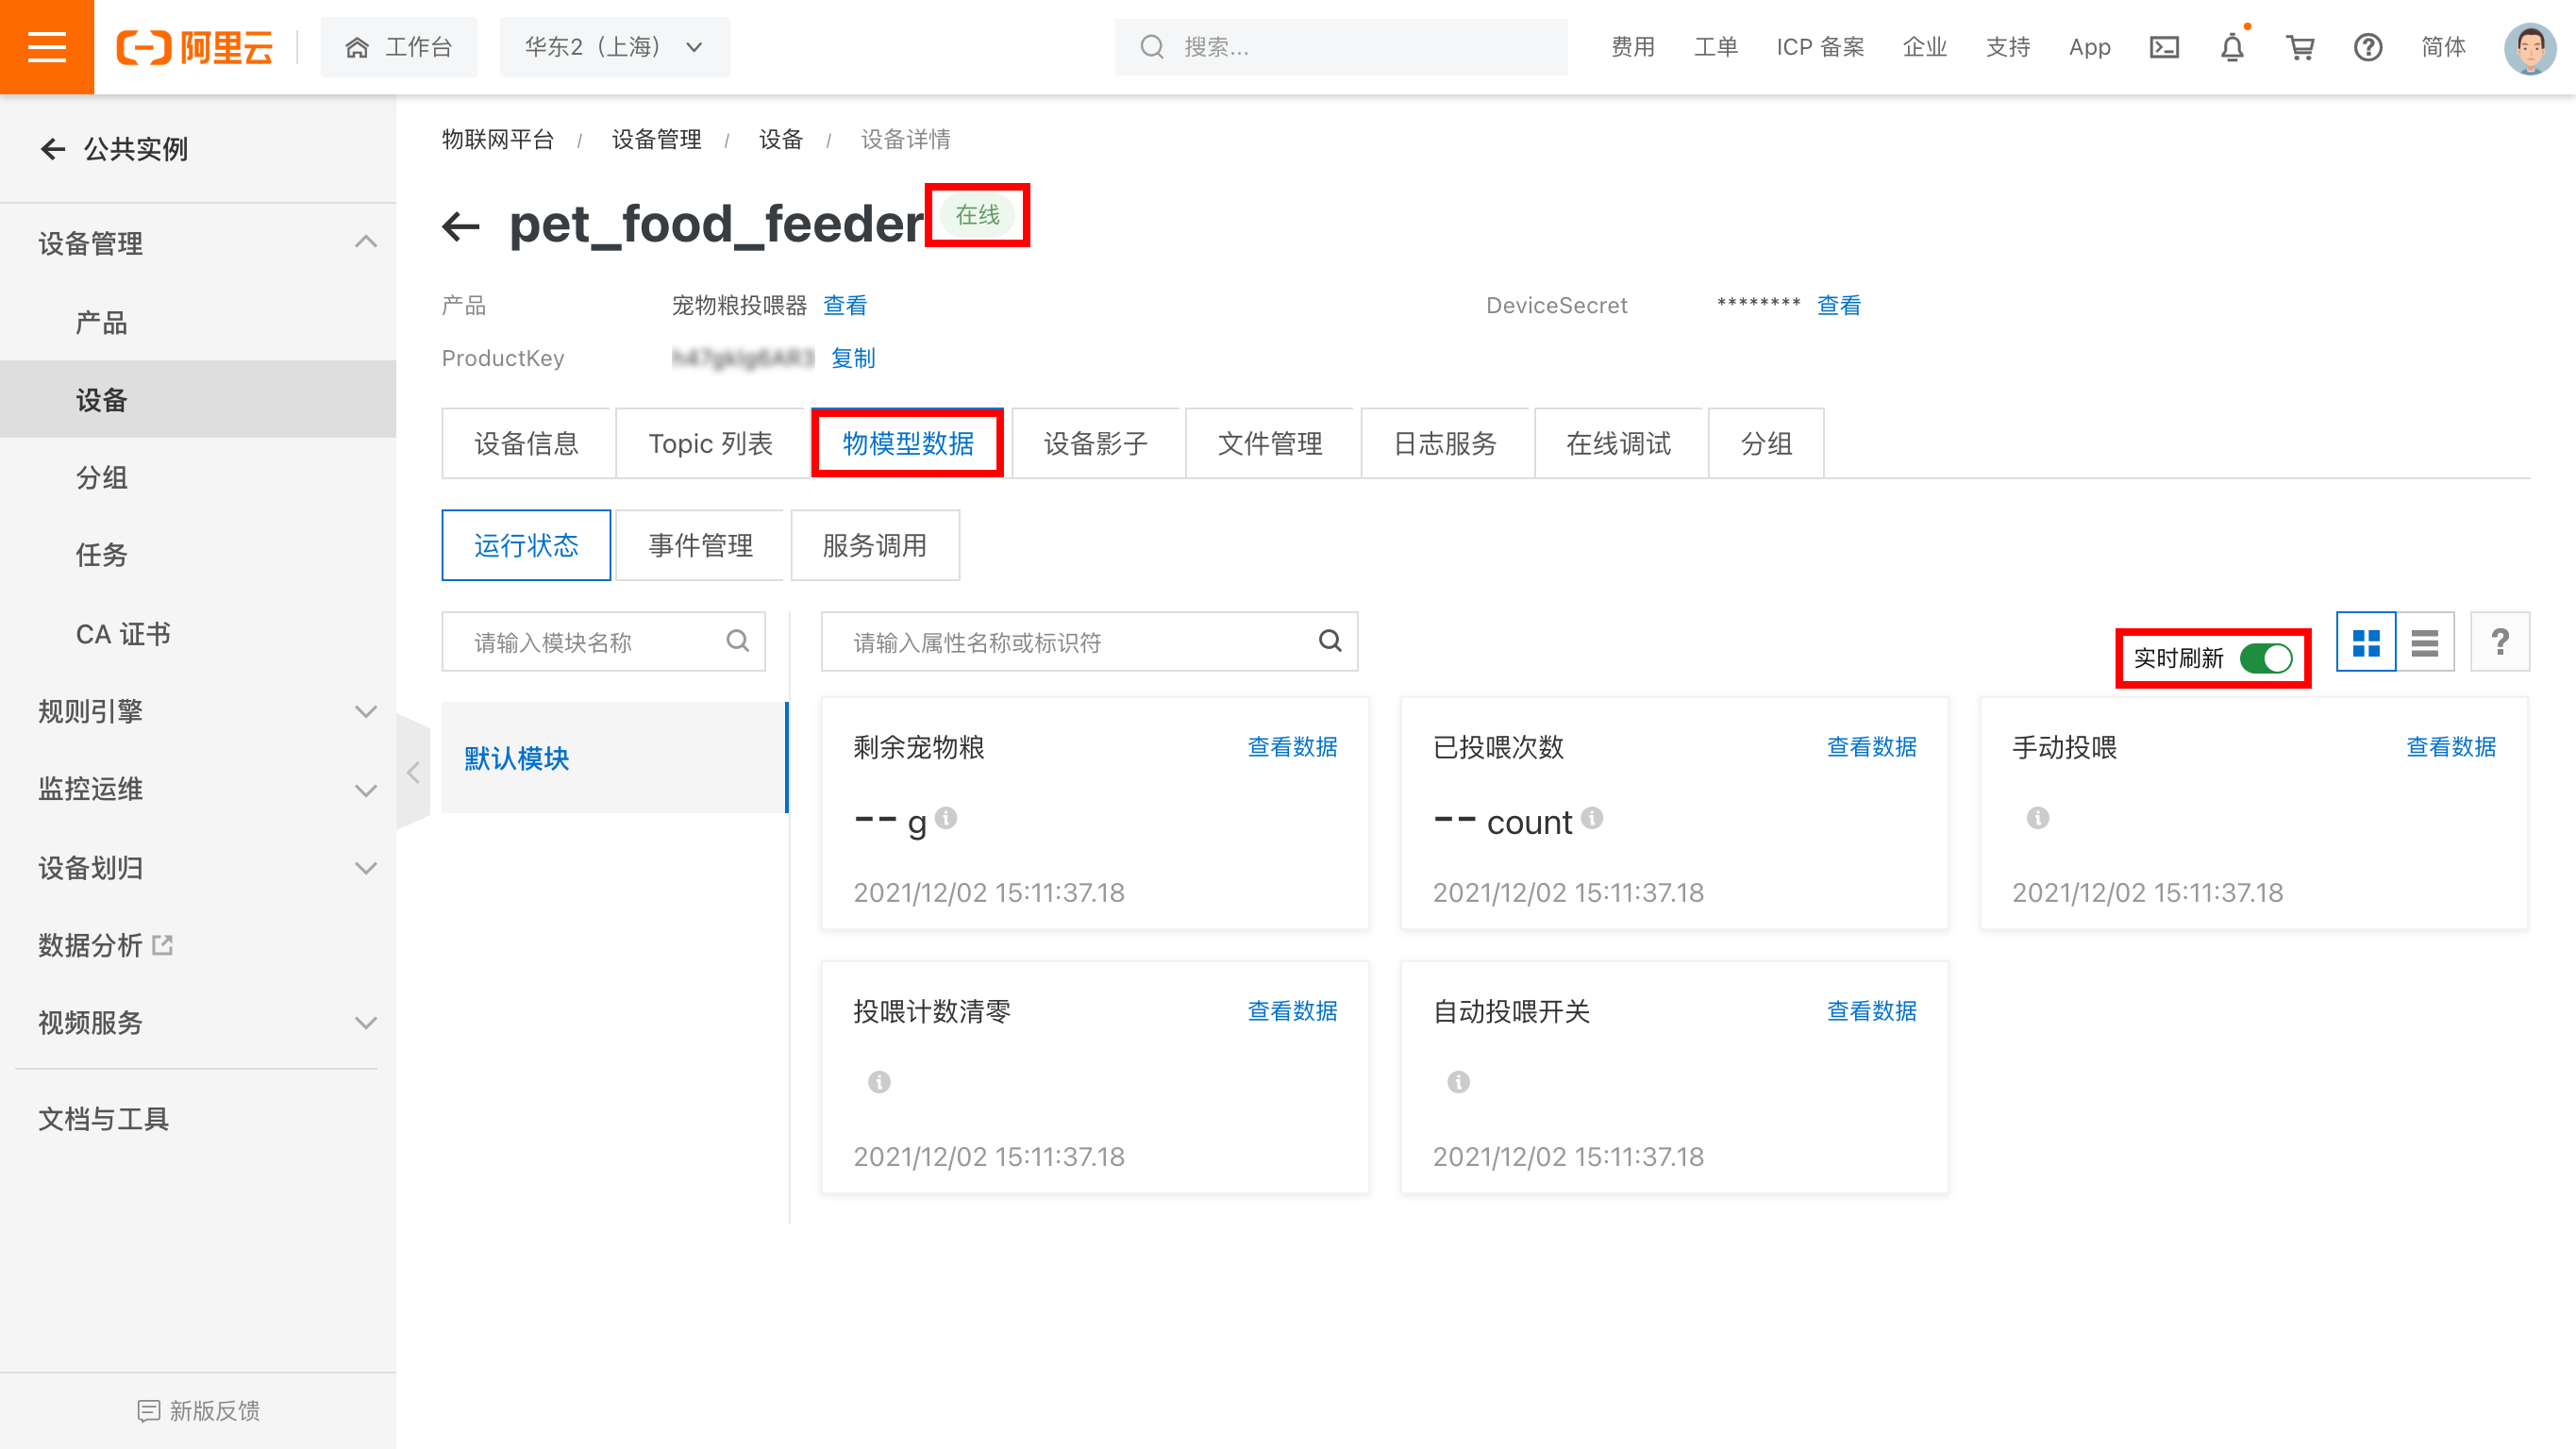 阿里云
工作台
华东2（上海）
搜索...
费用
工单
ICP 备案
企业
支持
App
简体
公共实例
设备管理
产品
设备
分组
任务
CA 证书
规则引擎
监控运维
设备划归
数据分析
视频服务
文档与工具
新版反馈
物联网平台 / 设备管理 / 设备 / 设备详情
pet_food_feeder 在线
产品 宠物粮投喂器 查看
DeviceSecret ******** 查看
ProductKey 复制
设备信息
Topic 列表
物模型数据
设备影子
文件管理
日志服务
在线调试
分组
运行状态
事件管理
服务调用
请输入模块名称
请输入属性名称或标识符
实时刷新
?
默认模块
剩余宠物粮 查看数据
-- g
2021/12/02 15:11:37.18
已投喂次数 查看数据
-- count
2021/12/02 15:11:37.18
手动投喂 查看数据
2021/12/02 15:11:37.18
投喂计数清零 查看数据
2021/12/02 15:11:37.18
自动投喂开关 查看数据
2021/12/02 15:11:37.18